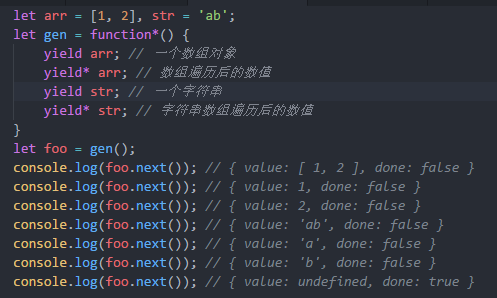 let arr = [1, 2], str = 'ab';
let gen = function*() {
yield arr; // 一个数组对象
yield* arr; // 数组遍历后的数值
yield str; // 一个字符串
yield* str; // 字符串数组遍历后的数值
}
let foo = gen();
console.log(foo.next()); // { value: [ 1, 2 ], done: false }
console.log(foo.next()); // { value: 1, done: false }
console.log(foo.next()); // { value: 2, done: false }
console.log(foo.next()); // { value: 'ab', done: false }
console.log(foo.next()); // { value: 'a', done: false }
console.log(foo.next()); // { value: 'b', done: false }
console.log(foo.next()); // { value: undefined, done: true }